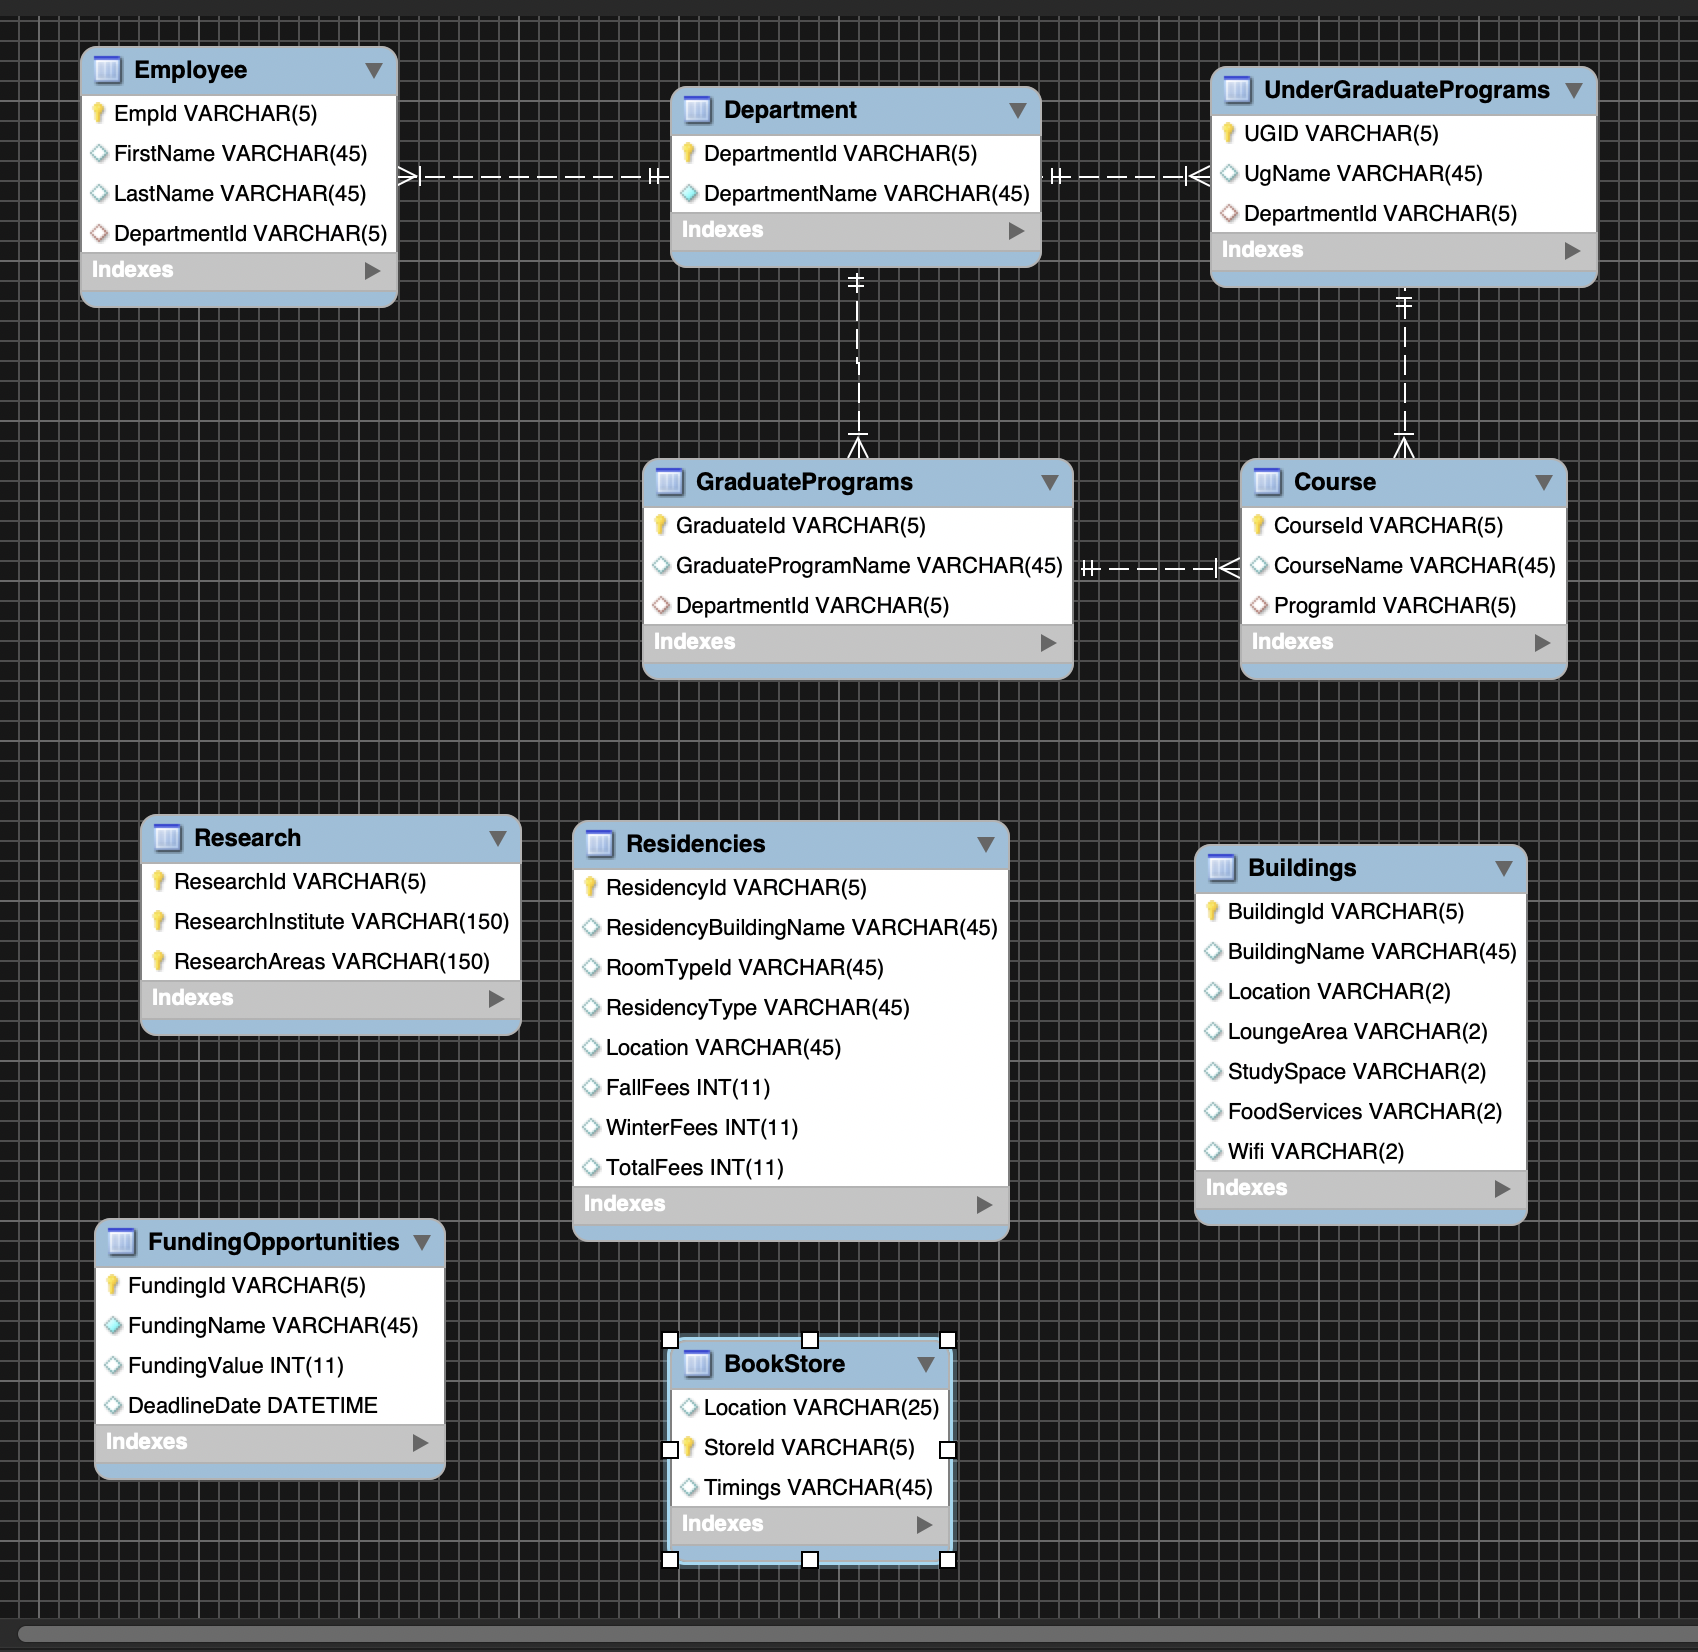 Employee
EmpId VARCHAR(5)
FirstName VARCHAR(45)
LastName VARCHAR(45)
DepartmentId VARCHAR(5)
Indexes
Department
DepartmentId VARCHAR(5)
DepartmentName VARCHAR(45)
Indexes
UnderGraduatePrograms
UGID VARCHAR(5)
UgName VARCHAR(45)
DepartmentId VARCHAR(5)
Indexes
GraduatePrograms
GraduateId VARCHAR(5)
GraduateProgramName VARCHAR(45)
DepartmentId VARCHAR(5)
Indexes
Course
CourseId VARCHAR(5)
CourseName VARCHAR(45)
ProgramId VARCHAR(5)
Indexes
Research
ResearchId VARCHAR(5)
ResearchInstitute VARCHAR(150)
ResearchAreas VARCHAR(150)
Indexes
Residencies
ResidencyId VARCHAR(5)
ResidencyBuildingName VARCHAR(45)
RoomTypeId VARCHAR(45)
ResidencyType VARCHAR(45)
Location VARCHAR(45)
FallFees INT(11)
WinterFees INT(11)
TotalFees INT(11)
Indexes
Buildings
BuildingId VARCHAR(5)
BuildingName VARCHAR(45)
Location VARCHAR(2)
LoungeArea VARCHAR(2)
StudySpace VARCHAR(2)
FoodServices VARCHAR(2)
Wifi VARCHAR(2)
Indexes
FundingOpportunities
FundingId VARCHAR(5)
FundingName VARCHAR(45)
FundingValue INT(11)
DeadlineDate DATETIME
Indexes
BookStore
Location VARCHAR(25)
StoreId VARCHAR(5)
Timings VARCHAR(45)
Indexes